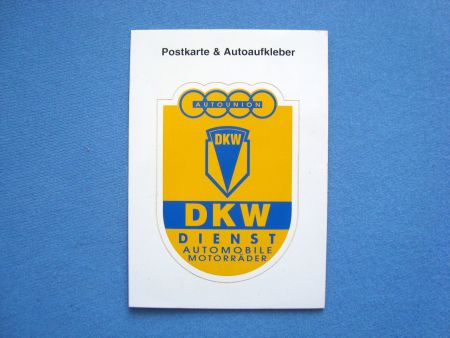 Postkarte & Autoaufkleber
AUTOUNION
DKW
DKW
DIENST
AUTOMOBILE
MOTORRÄDER